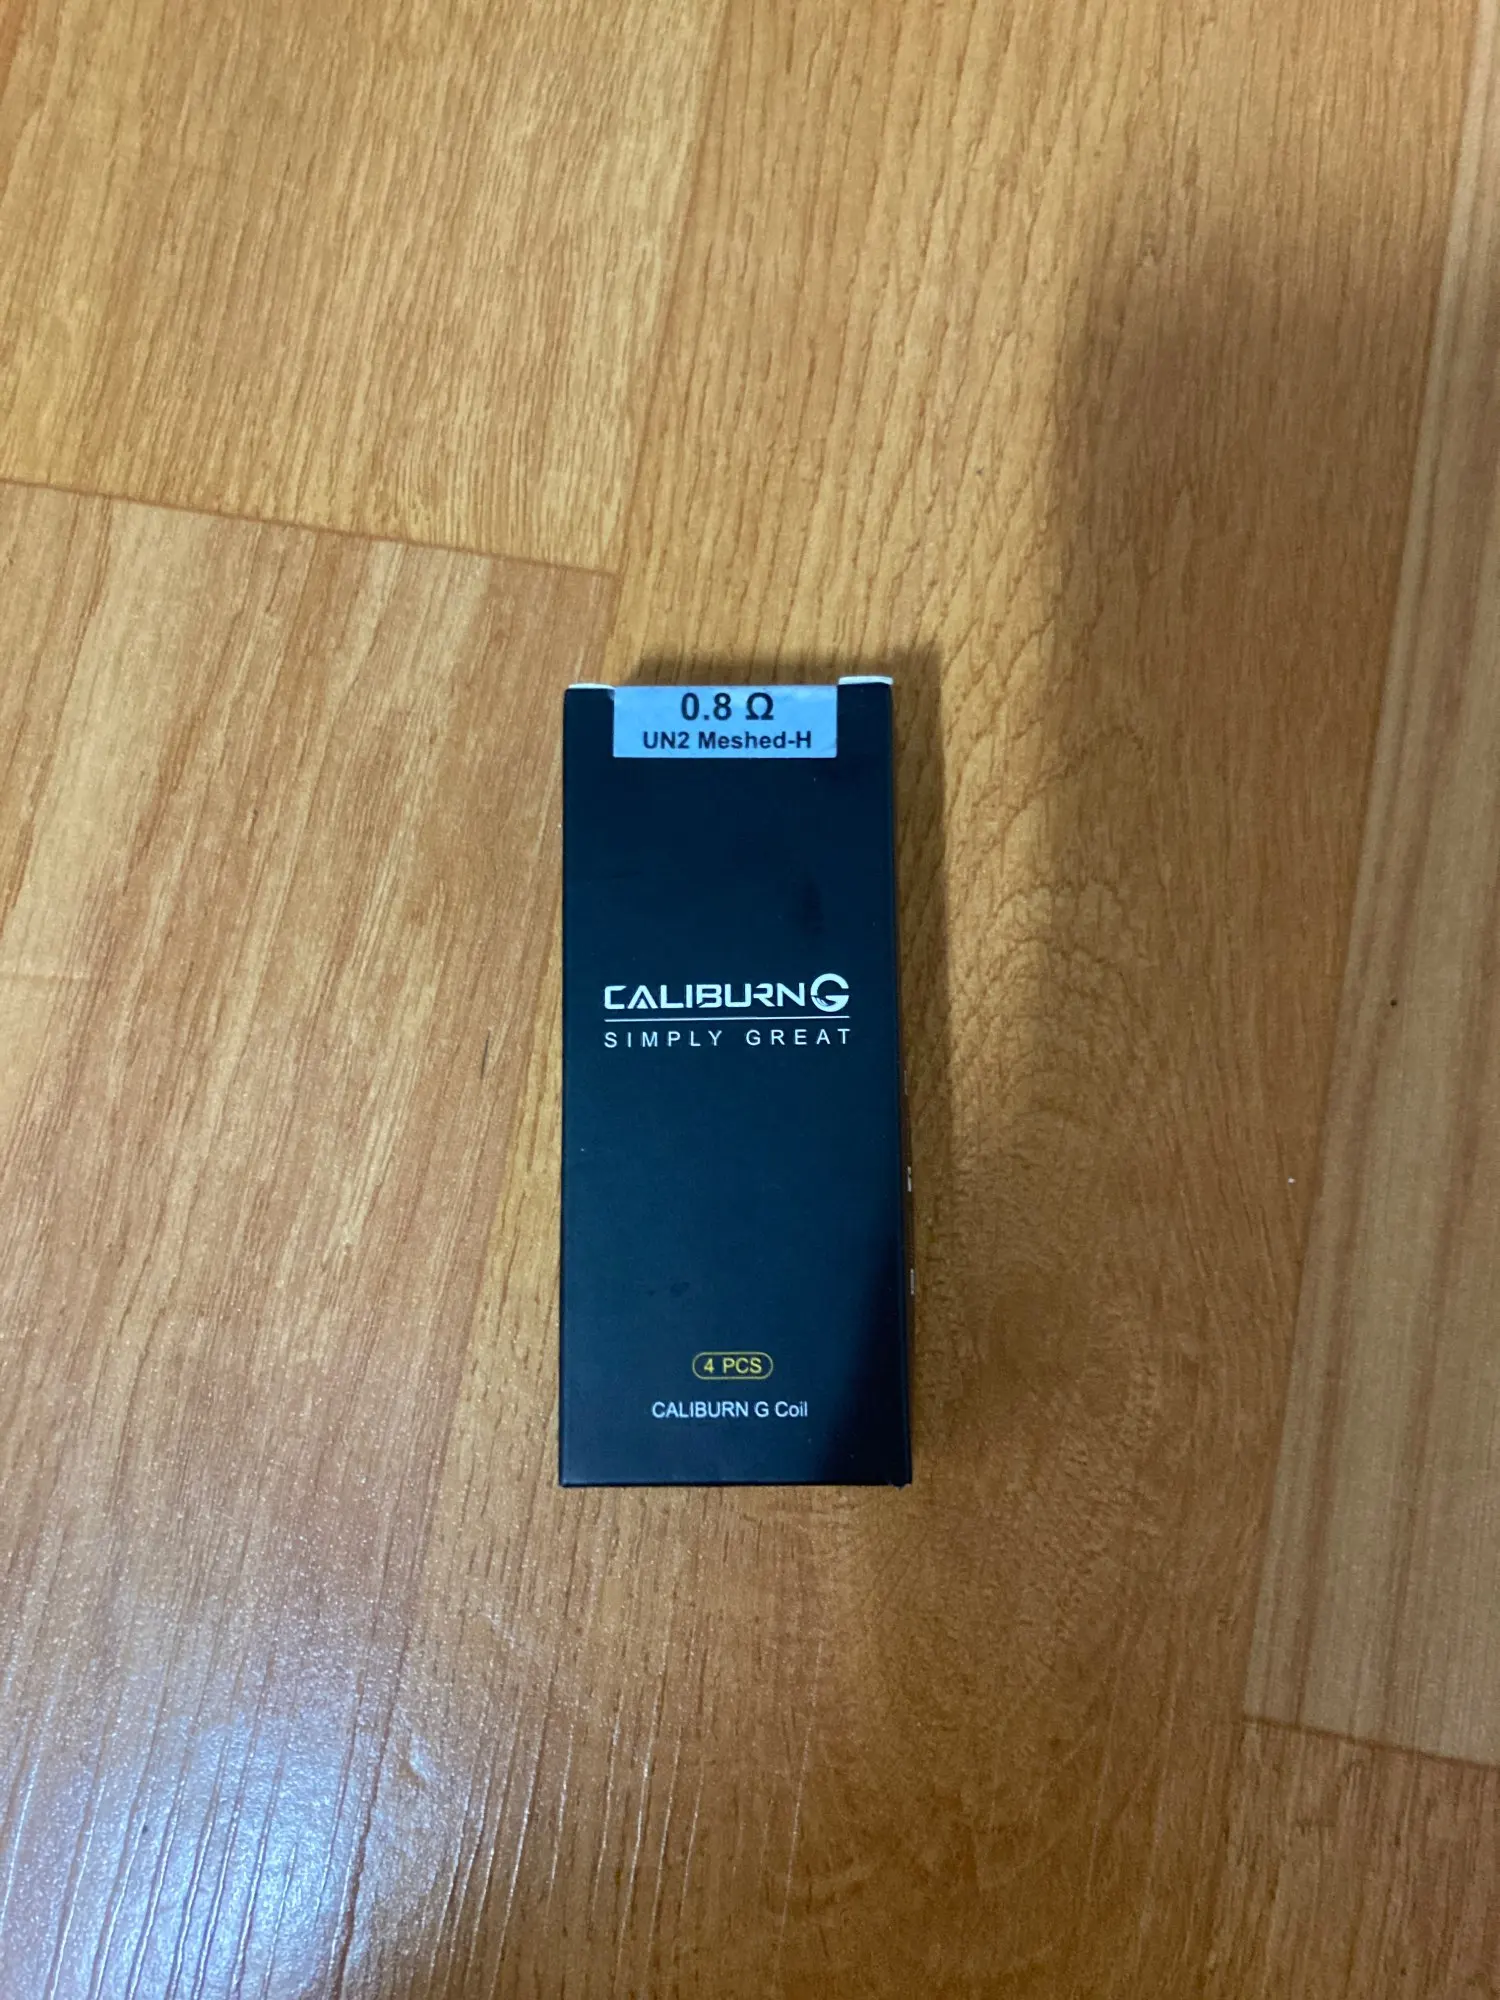 0.8 Ω
UN2 Meshed-H
CALIBURN G
SIMPLY GREAT
4 PCS
CALIBURN G Coil